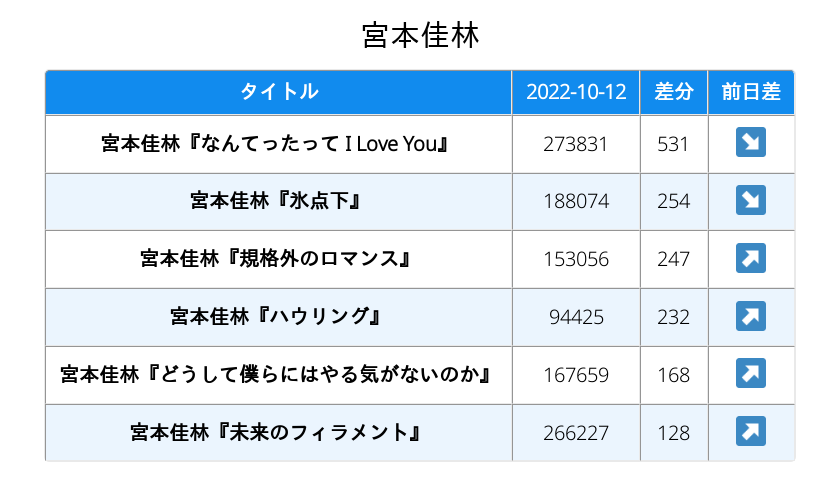 宮本佳林
タイトル 2022-10-12 差分 前日差
宮本佳林『なんてったって I Love You』 273831 531 ↘
宮本佳林『氷点下』 188074 254 ↘
宮本佳林『規格外のロマンス』 153056 247 ↗
宮本佳林『ハウリング』 94425 232 ↗
宮本佳林『どうして僕らにはやる気がないのか』 167659 168 ↗
宮本佳林『未来のフィラメント』 266227 128 ↗